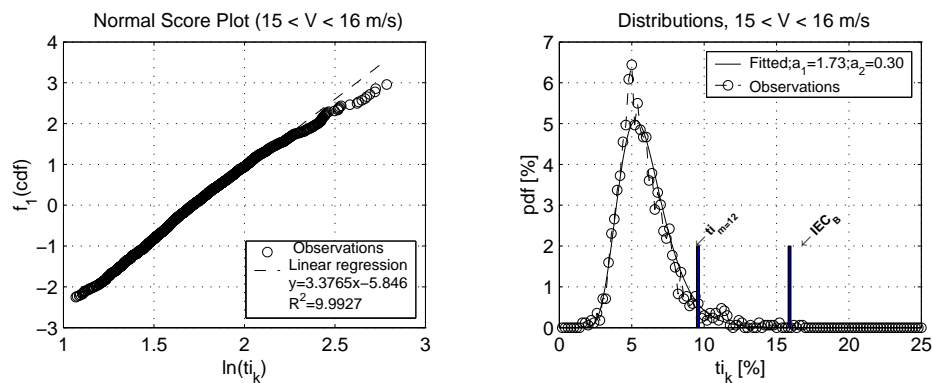 Normal Score Plot (15 < V < 16 m/s)
f₁(cdf)
4
3
2
1
0
−1
−2
−3
Observations
Linear regression
y=3.3765x−5.846
R²=9.9927
1
1.5
2
2.5
3
ln(tiₖ)
Distributions, 15 < V < 16 m/s
pdf [%]
7
6
5
4
3
2
1
0
Fitted;a₁=1.73;a₂=0.30
Observations
ti m=12
IEC_B
0
5
10
15
20
25
tiₖ [%]